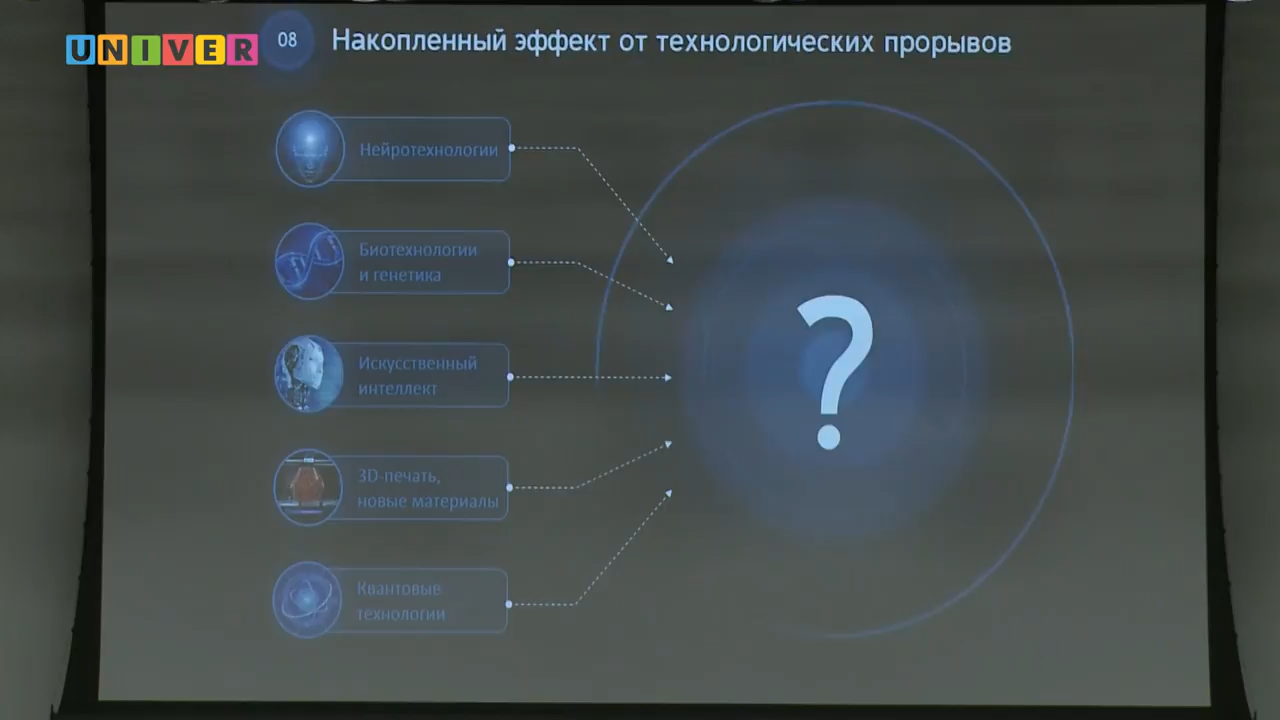 UNIVER
08
Накопленный эффект от технологических прорывов
Нейротехнологии
Биотехнологии
и генетика
Искусственный
интеллект
3D-печать,
новые материалы
Квантовые
технологии
?